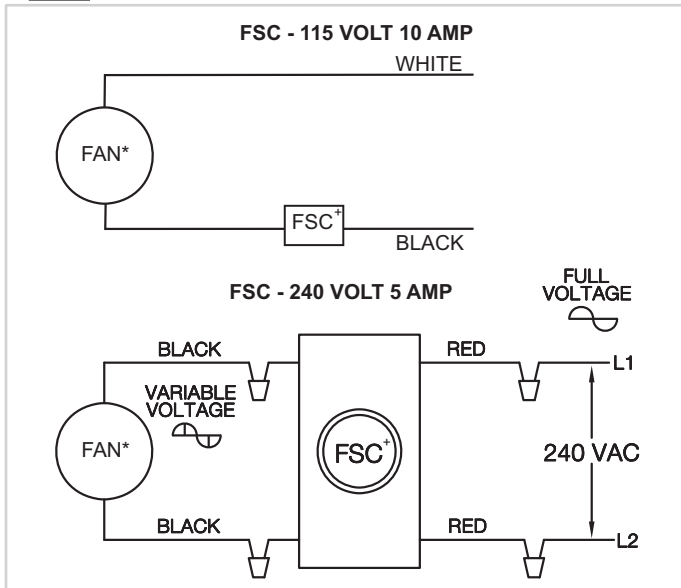 FSC - 115 VOLT 10 AMP
WHITE
FAN*
FSC+
BLACK
FSC - 240 VOLT 5 AMP
FULL
VOLTAGE
BLACK
RED
L1
VARIABLE
VOLTAGE
FAN*
FSC+
240 VAC
BLACK
RED
L2